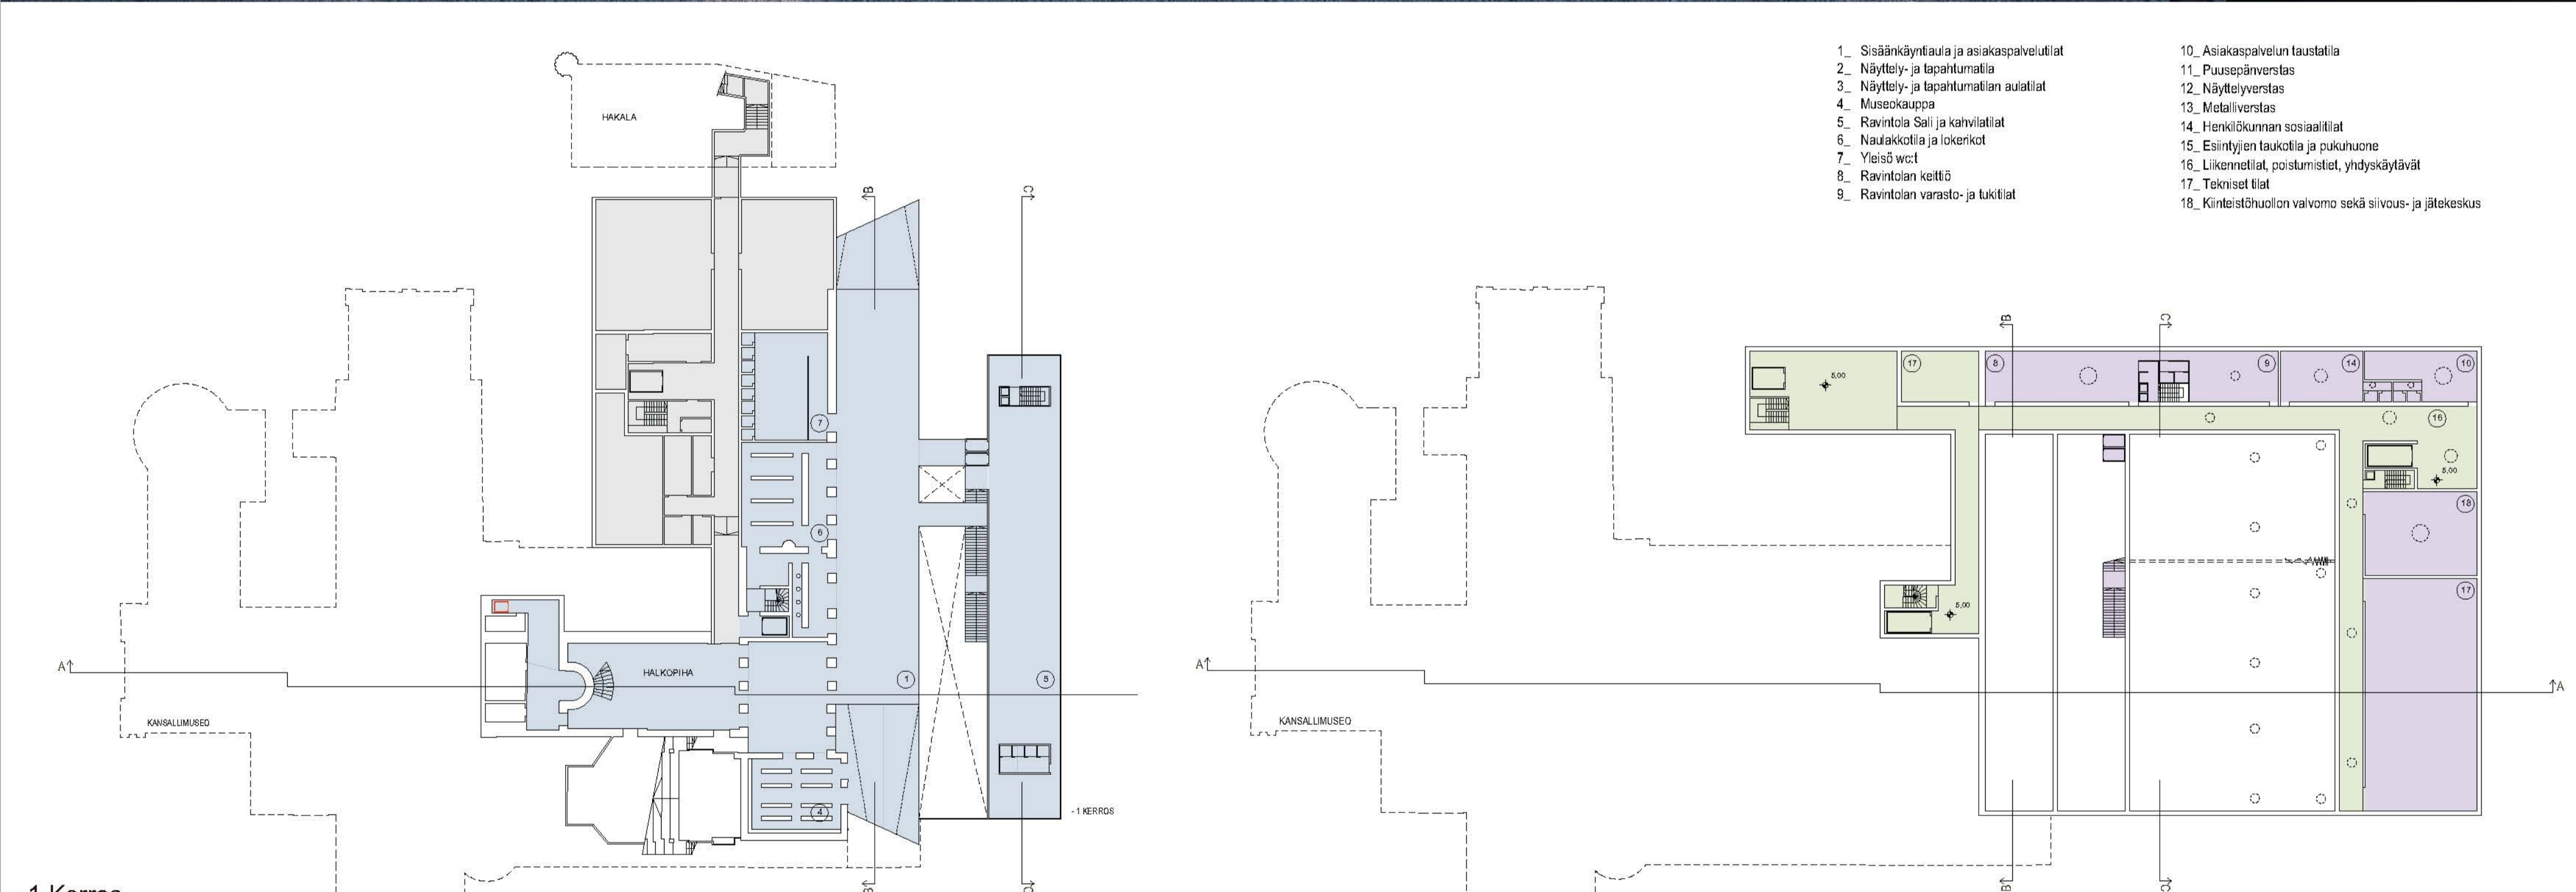 1_ Sisäänkäyntiaula ja asiakaspalvelutilat
2_ Näyttely- ja tapahtumatila
3_ Näyttely- ja tapahtumatilan aulatilat
4_ Museokauppa
5_ Ravintola Sali ja kahvilatilat
6_ Naulakkotila ja lokerikot
7_ Yleisö wc:t
8_ Ravintolan keittiö
9_ Ravintolan varasto- ja tukitilat
10_ Asiakaspalvelun taustatila
11_ Puusepänverstas
12_ Näyttelyverstas
13_ Metalliverstas
14_ Henkilökunnan sosiaalitilat
15_ Esiintyjien taukotila ja pukuhuone
16_ Liikennetilat, poistumistiet, yhdyskäytävät
17_ Tekniset tilat
18_ Kiinteistöhuollon valvomo sekä siivous- ja jätekeskus
HAKALA
B
C
7
6
HALKOPIHA
1
5
A
KANSALLIMUSEO
4
- 1 KERROS
B
C
B
C
17
8
9
14
10
5,00
16
5,00
18
17
5,00
A
A
KANSALLIMUSEO
B
C